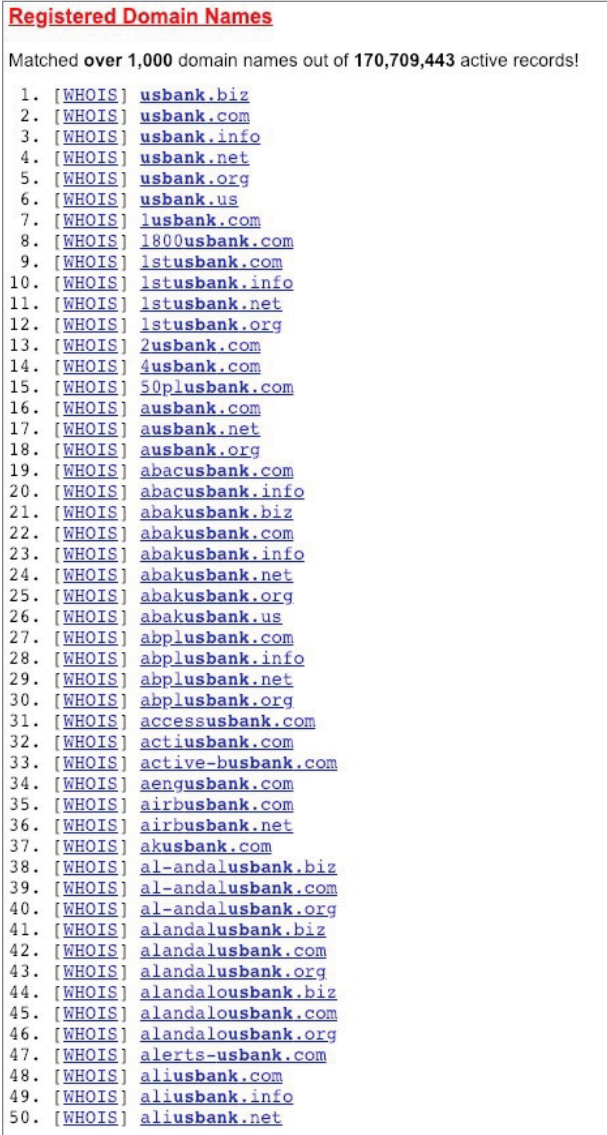 Registered Domain Names
Matched over 1,000 domain names out of 170,709,443 active records!
1. [WHOIS] usbank.biz
2. [WHOIS] usbank.com
3. [WHOIS] usbank.info
4. [WHOIS] usbank.net
5. [WHOIS] usbank.org
6. [WHOIS] usbank.us
7. [WHOIS] 1usbank.com
8. [WHOIS] 1800usbank.com
9. [WHOIS] 1stusbank.com
10. [WHOIS] 1stusbank.info
11. [WHOIS] 1stusbank.net
12. [WHOIS] 1stusbank.org
13. [WHOIS] 2usbank.com
14. [WHOIS] 4usbank.com
15. [WHOIS] 50plusbank.com
16. [WHOIS] ausbank.com
17. [WHOIS] ausbank.net
18. [WHOIS] ausbank.org
19. [WHOIS] abacusbank.com
20. [WHOIS] abacusbank.info
21. [WHOIS] abakusbank.biz
22. [WHOIS] abakusbank.com
23. [WHOIS] abakusbank.info
24. [WHOIS] abakusbank.net
25. [WHOIS] abakusbank.org
26. [WHOIS] abakusbank.us
27. [WHOIS] abplusbank.com
28. [WHOIS] abplusbank.info
29. [WHOIS] abplusbank.net
30. [WHOIS] abplusbank.org
31. [WHOIS] accessusbank.com
32. [WHOIS] actiusbank.com
33. [WHOIS] active-busbank.com
34. [WHOIS] aengusbank.com
35. [WHOIS] airbusbank.com
36. [WHOIS] airbusbank.net
37. [WHOIS] akusbank.com
38. [WHOIS] al-andalusbank.biz
39. [WHOIS] al-andalusbank.com
40. [WHOIS] al-andalusbank.org
41. [WHOIS] alandalusbank.biz
42. [WHOIS] alandalusbank.com
43. [WHOIS] alandalusbank.org
44. [WHOIS] alandalousbank.biz
45. [WHOIS] alandalousbank.com
46. [WHOIS] alandalousbank.org
47. [WHOIS] alerts-usbank.com
48. [WHOIS] aliusbank.com
49. [WHOIS] aliusbank.info
50. [WHOIS] aliusbank.net